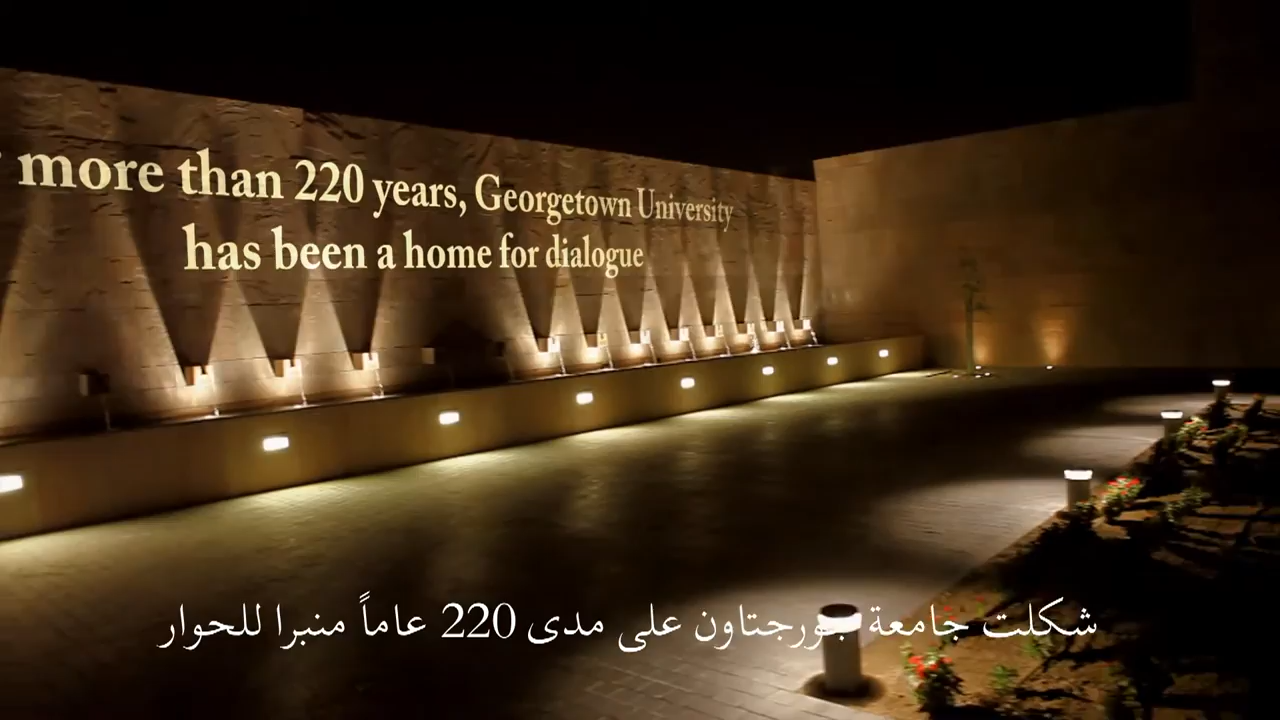 more than 220 years, Georgetown University
has been a home for dialogue
شكلت جامعة جورجتاون على مدى 220 عاماً منبرا للحوار